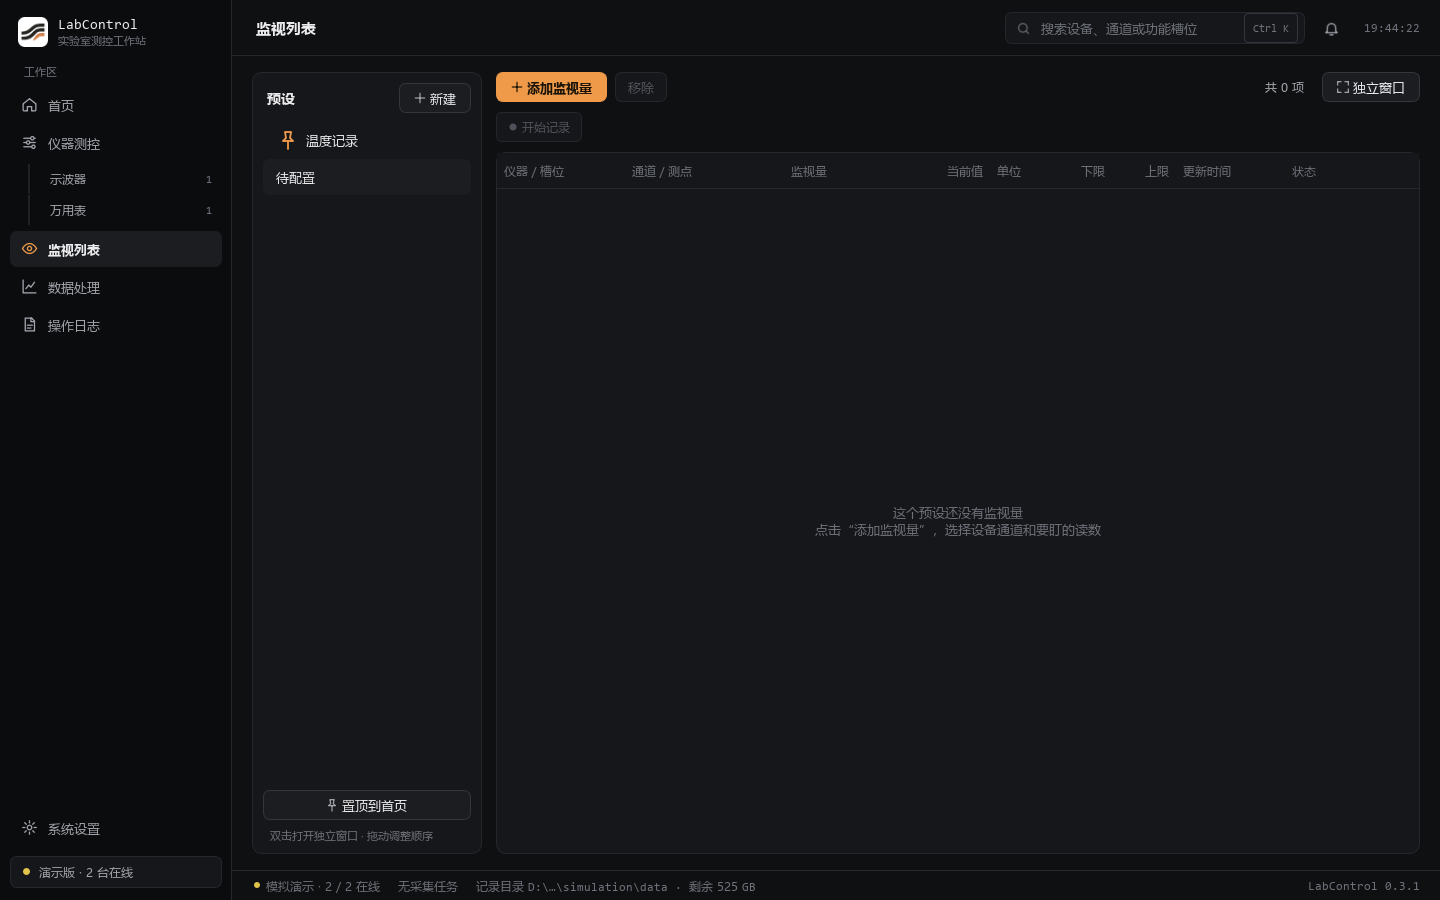 LabControl
实验室测控工作站
工作区
首页
仪器测控
示波器 1
万用表 1
监视列表
数据处理
操作日志
系统设置
演示版 · 2 台在线
监视列表
搜索设备、通道或功能槽位 Ctrl K
19:44:22
预设
新建
温度记录
待配置
置顶到首页
双击打开独立窗口 · 拖动调整顺序
添加监视量 移除
共 0 项 独立窗口
开始记录
仪器 / 槽位 通道 / 测点 监视量 当前值 单位 下限 上限 更新时间 状态
这个预设还没有监视量
点击“添加监视量”，选择设备通道和要盯的读数
模拟演示 · 2 / 2 在线 无采集任务 记录目录 D:\…\simulation\data · 剩余 525 GB
LabControl 0.3.1